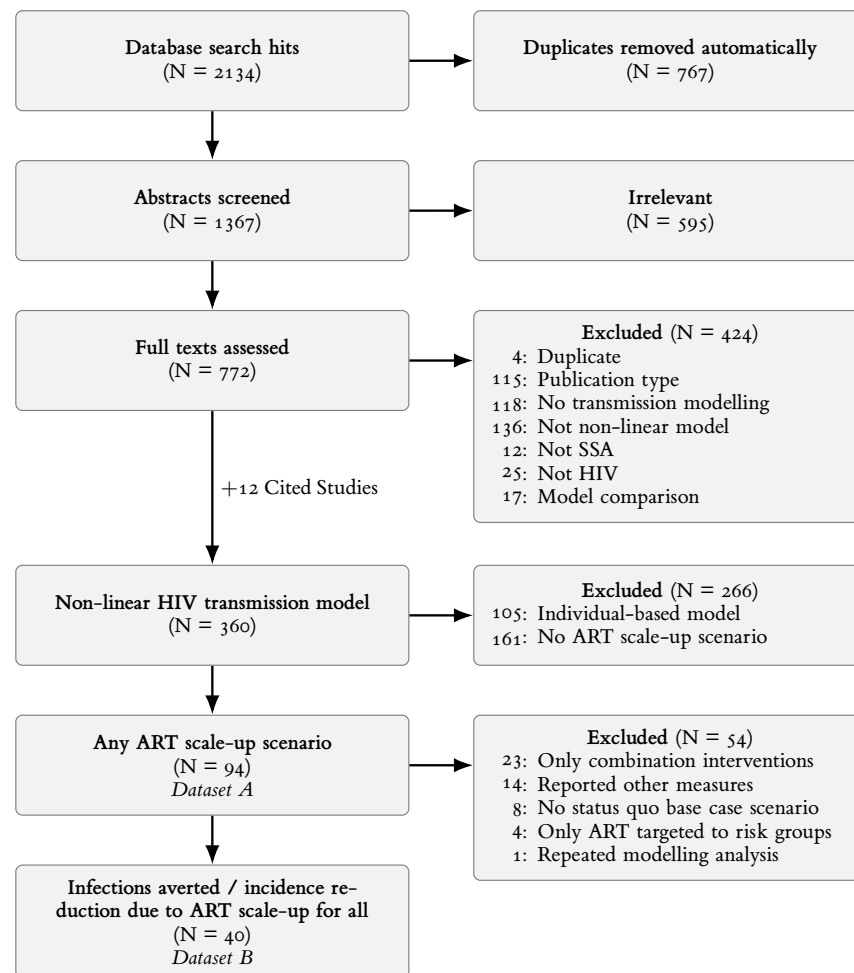 Database search hits
(N = 2134)
Duplicates removed automatically
(N = 767)
Abstracts screened
(N = 1367)
Irrelevant
(N = 595)
Full texts assessed
(N = 772)
Excluded (N = 424)
4: Duplicate
115: Publication type
118: No transmission modelling
136: Not non-linear model
12: Not SSA
25: Not HIV
17: Model comparison
+12 Cited Studies
Non-linear HIV transmission model
(N = 360)
Excluded (N = 266)
105: Individual-based model
161: No ART scale-up scenario
Any ART scale-up scenario
(N = 94)
Dataset A
Excluded (N = 54)
23: Only combination interventions
14: Reported other measures
8: No status quo base case scenario
4: Only ART targeted to risk groups
1: Repeated modelling analysis
Infections averted / incidence re-
duction due to ART scale-up for all
(N = 40)
Dataset B